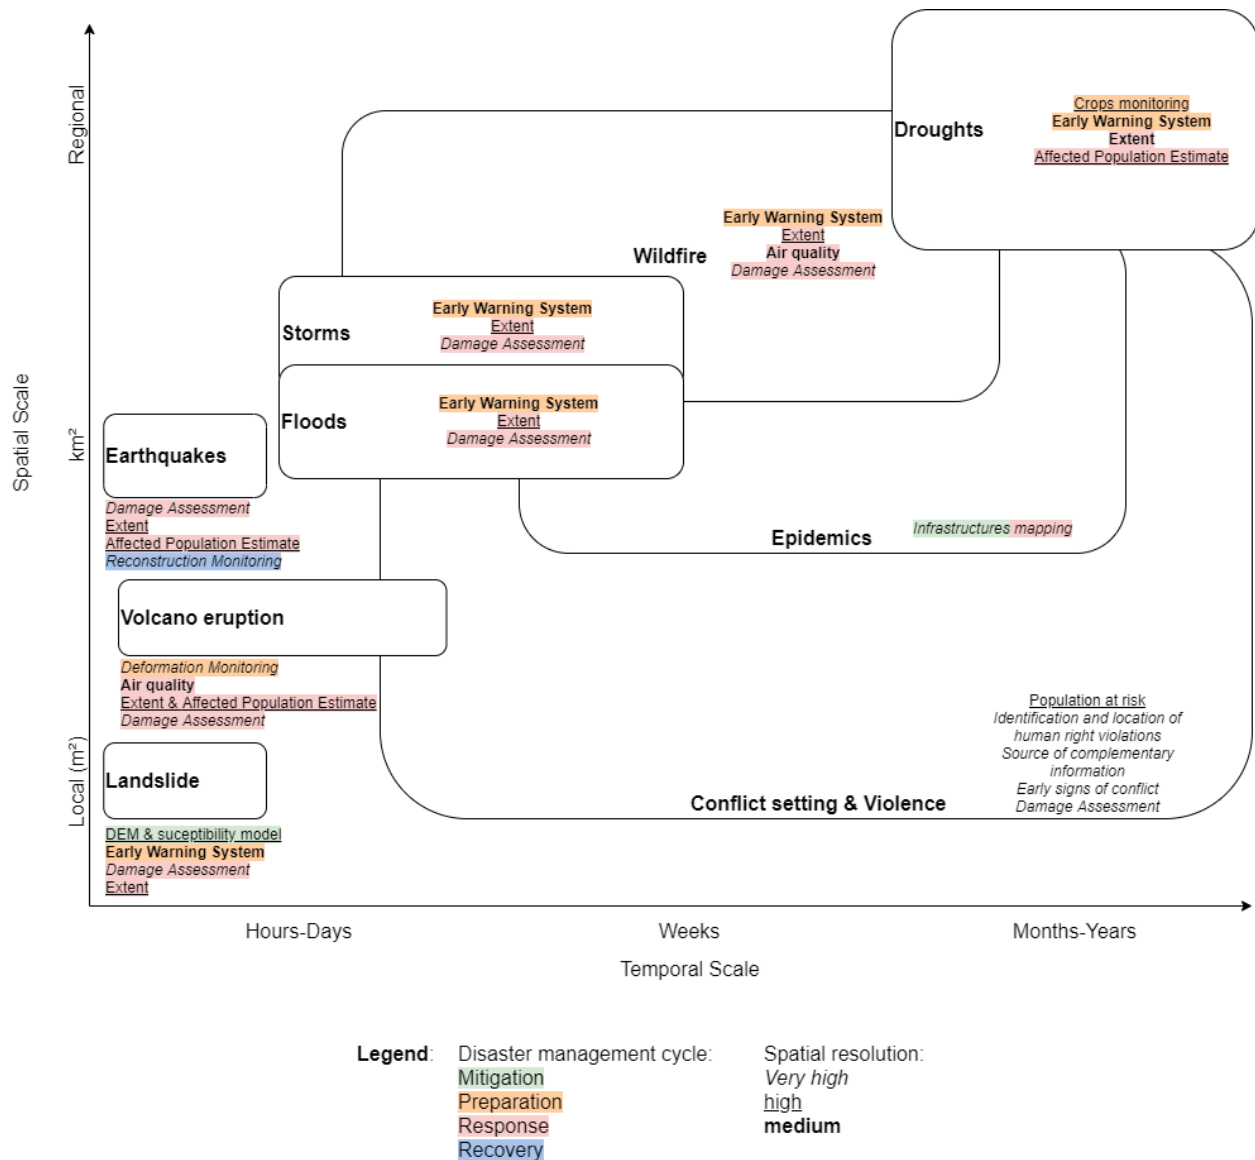 Spatial Scale
Regional
km²
Local (m²)
Droughts
Crops monitoring
Early Warning System
Extent
Affected Population Estimate
Wildfire
Early Warning System
Extent
Air quality
Damage Assessment
Storms
Early Warning System
Extent
Damage Assessment
Floods
Early Warning System
Extent
Damage Assessment
Earthquakes
Damage Assessment
Extent
Affected Population Estimate
Reconstruction Monitoring
Epidemics
Infrastructures mapping
Volcano eruption
Deformation Monitoring
Air quality
Extent & Affected Population Estimate
Damage Assessment
Landslide
DEM & suceptibility model
Early Warning System
Damage Assessment
Extent
Conflict setting & Violence
Population at risk
Identification and location of
human right violations
Source of complementary
information
Early signs of conflict
Damage Assessment
Hours-Days
Weeks
Months-Years
Temporal Scale
Legend:
Disaster management cycle:
Mitigation
Preparation
Response
Recovery
Spatial resolution:
Very high
high
medium